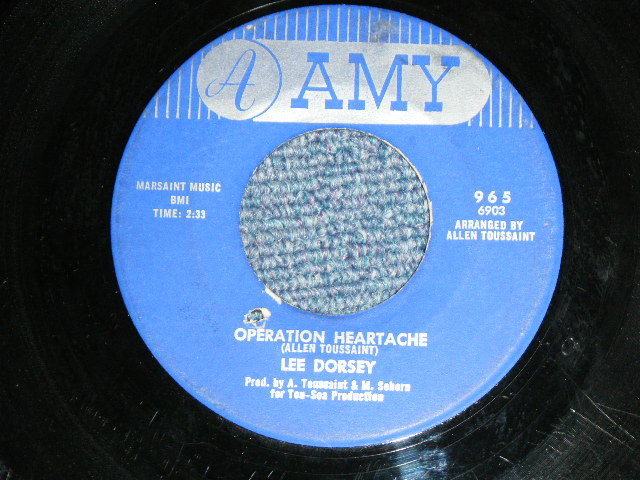 A AMY
MARSAINT MUSIC
BMI
TIME: 2:33
965
6903
ARRANGED BY
ALLEN TOUSSAINT
OPERATION HEARTACHE
(ALLEN TOUSSAINT)
LEE DORSEY
Prod. by A. Toussaint & M. Sehorn
for Tou-Sea Production